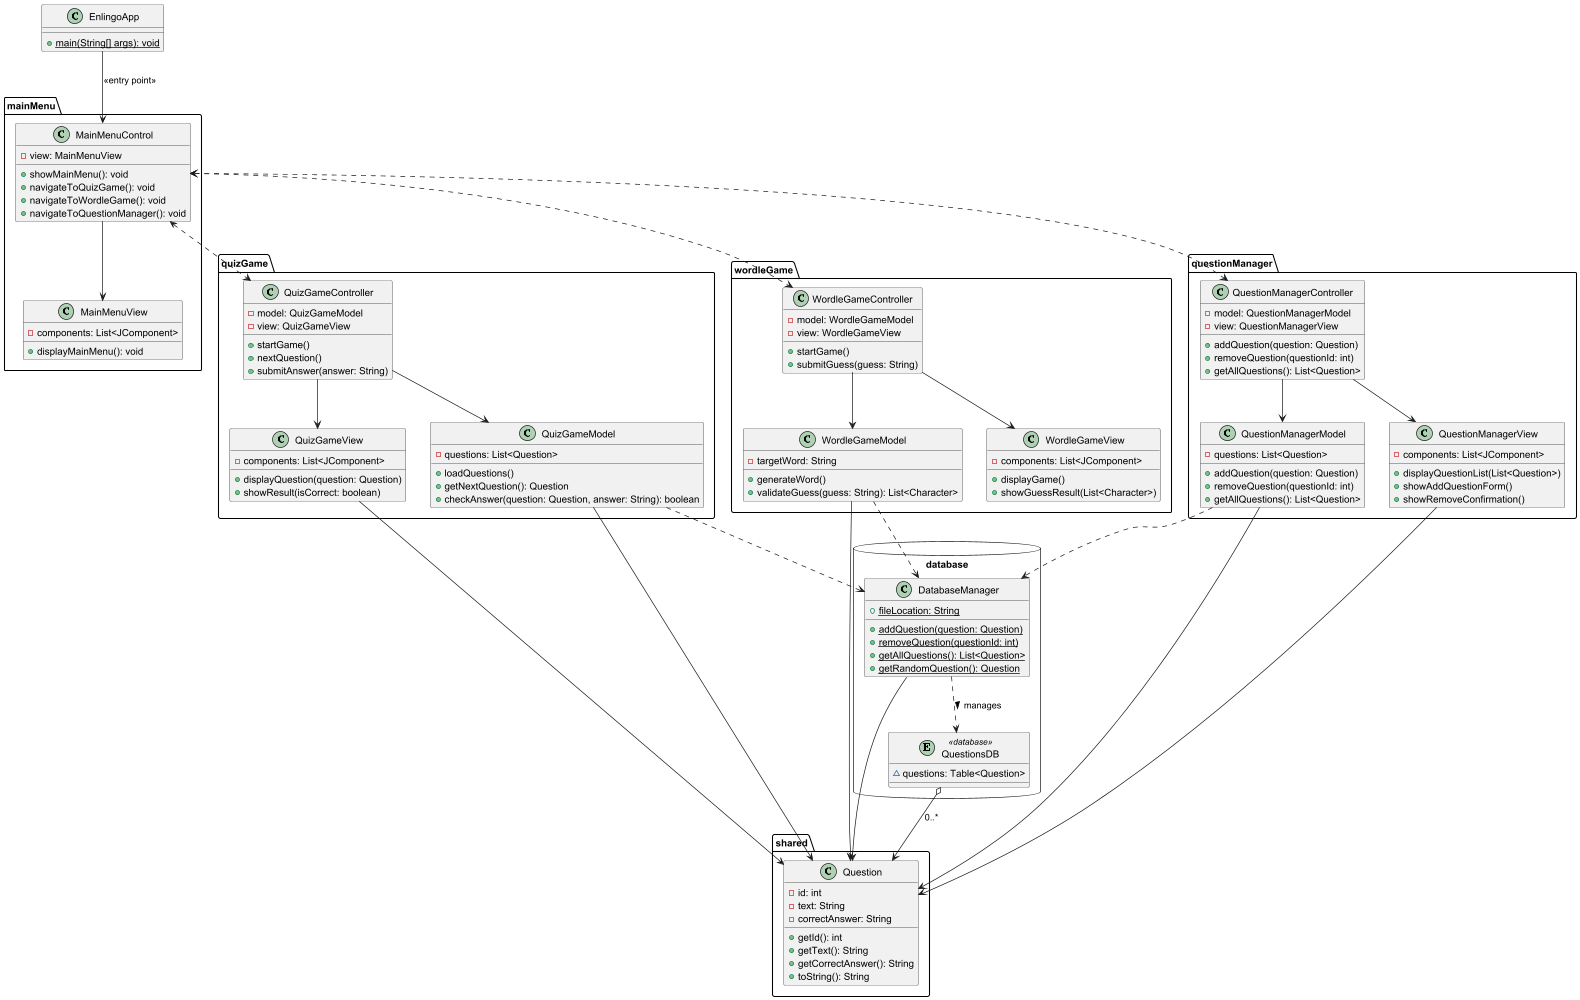 C EnlingoApp
main(String[] args): void
«entry point»
mainMenu
C MainMenuControl
view: MainMenuView
showMainMenu(): void
navigateToQuizGame(): void
navigateToWordleGame(): void
navigateToQuestionManager(): void
C MainMenuView
components: List<JComponent>
displayMainMenu(): void
quizGame
C QuizGameController
model: QuizGameModel
view: QuizGameView
startGame()
nextQuestion()
submitAnswer(answer: String)
C QuizGameView
components: List<JComponent>
displayQuestion(question: Question)
showResult(isCorrect: boolean)
C QuizGameModel
questions: List<Question>
loadQuestions()
getNextQuestion(): Question
checkAnswer(question: Question, answer: String): boolean
wordleGame
C WordleGameController
model: WordleGameModel
view: WordleGameView
startGame()
submitGuess(guess: String)
C WordleGameModel
targetWord: String
generateWord()
validateGuess(guess: String): List<Character>
C WordleGameView
components: List<JComponent>
displayGame()
showGuessResult(List<Character>)
questionManager
C QuestionManagerController
model: QuestionManagerModel
view: QuestionManagerView
addQuestion(question: Question)
removeQuestion(questionId: int)
getAllQuestions(): List<Question>
C QuestionManagerModel
questions: List<Question>
addQuestion(question: Question)
removeQuestion(questionId: int)
getAllQuestions(): List<Question>
C QuestionManagerView
components: List<JComponent>
displayQuestionList(List<Question>)
showAddQuestionForm()
showRemoveConfirmation()
database
C DatabaseManager
fileLocation: String
addQuestion(question: Question)
removeQuestion(questionId: int)
getAllQuestions(): List<Question>
getRandomQuestion(): Question
manages
«database»
E QuestionsDB
questions: Table<Question>
0..*
shared
C Question
id: int
text: String
correctAnswer: String
getId(): int
getText(): String
getCorrectAnswer(): String
toString(): String